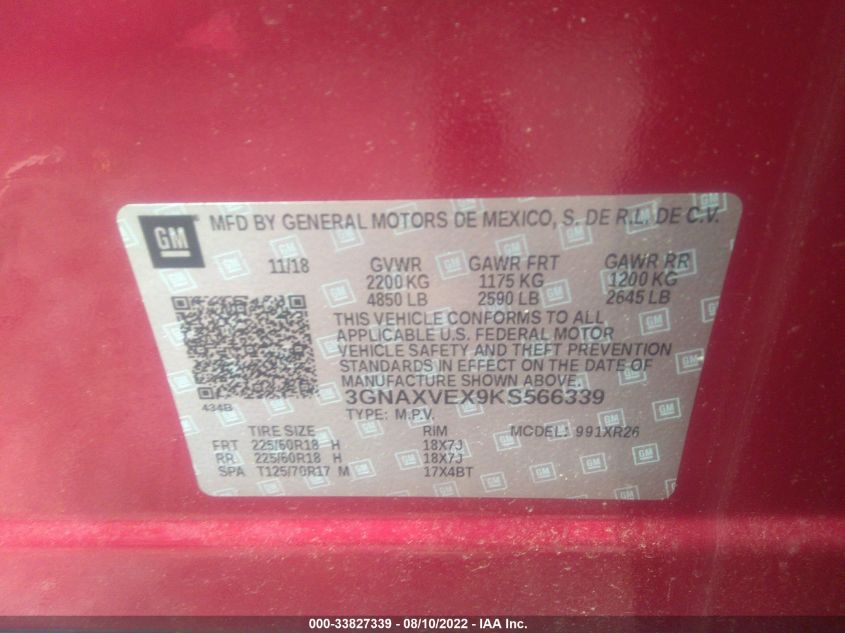 GM
MFD BY GENERAL MOTORS DE MEXICO, S. DE R.L. DE C.V.
11/18 GVWR GAWR FRT GAWR RR
2200 KG 1175 KG 1200 KG
4850 LB 2590 LB 2645 LB
THIS VEHICLE CONFORMS TO ALL
APPLICABLE U.S. FEDERAL MOTOR
VEHICLE SAFETY AND THEFT PREVENTION
STANDARDS IN EFFECT ON THE DATE OF
MANUFACTURE SHOWN ABOVE.
434B
3GNAXVEX9KS566339
TYPE: M.P.V.
TIRE SIZE RIM MODEL: 991XR26
FRT 225/60R18 H 18X7J
RR 225/60R18 H 18X7J
SPA T125/70R17 M 17X4BT
000-33827339 - 08/10/2022 - IAA Inc.